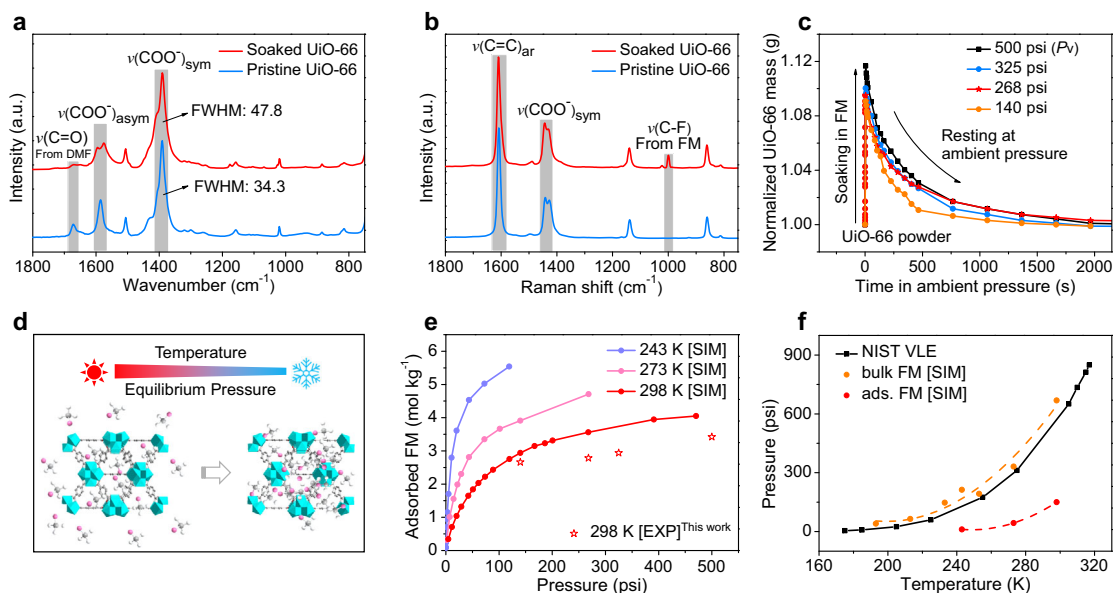 a
Soaked UiO-66
Pristine UiO-66
ν(COO⁻)sym
ν(COO⁻)asym
ν(C=O)
From DMF
FWHM: 47.8
FWHM: 34.3
Intensity (a.u.)
1800 1600 1400 1200 1000 800
Wavenumber (cm⁻¹)
b
ν(C=C)ar
Soaked UiO-66
Pristine UiO-66
ν(COO⁻)sym
ν(C-F)
From FM
Intensity (a.u.)
1800 1600 1400 1200 1000 800
Raman shift (cm⁻¹)
c
500 psi (Pv)
325 psi
268 psi
140 psi
Resting at
ambient pressure
Soaking in FM
UiO-66 powder
Normalized UiO-66 mass (g)
1.12
1.08
1.04
1.00
0 500 1000 1500 2000
Time in ambient pressure (s)
d
Temperature
Equilibrium Pressure
e
243 K [SIM]
273 K [SIM]
298 K [SIM]
298 K [EXP]This work
Adsorbed FM (mol kg⁻¹)
6
5
4
3
2
1
0
0 100 200 300 400 500
Pressure (psi)
f
NIST VLE
bulk FM [SIM]
ads. FM [SIM]
Pressure (psi)
900
600
300
0
160 200 240 280 320
Temperature (K)